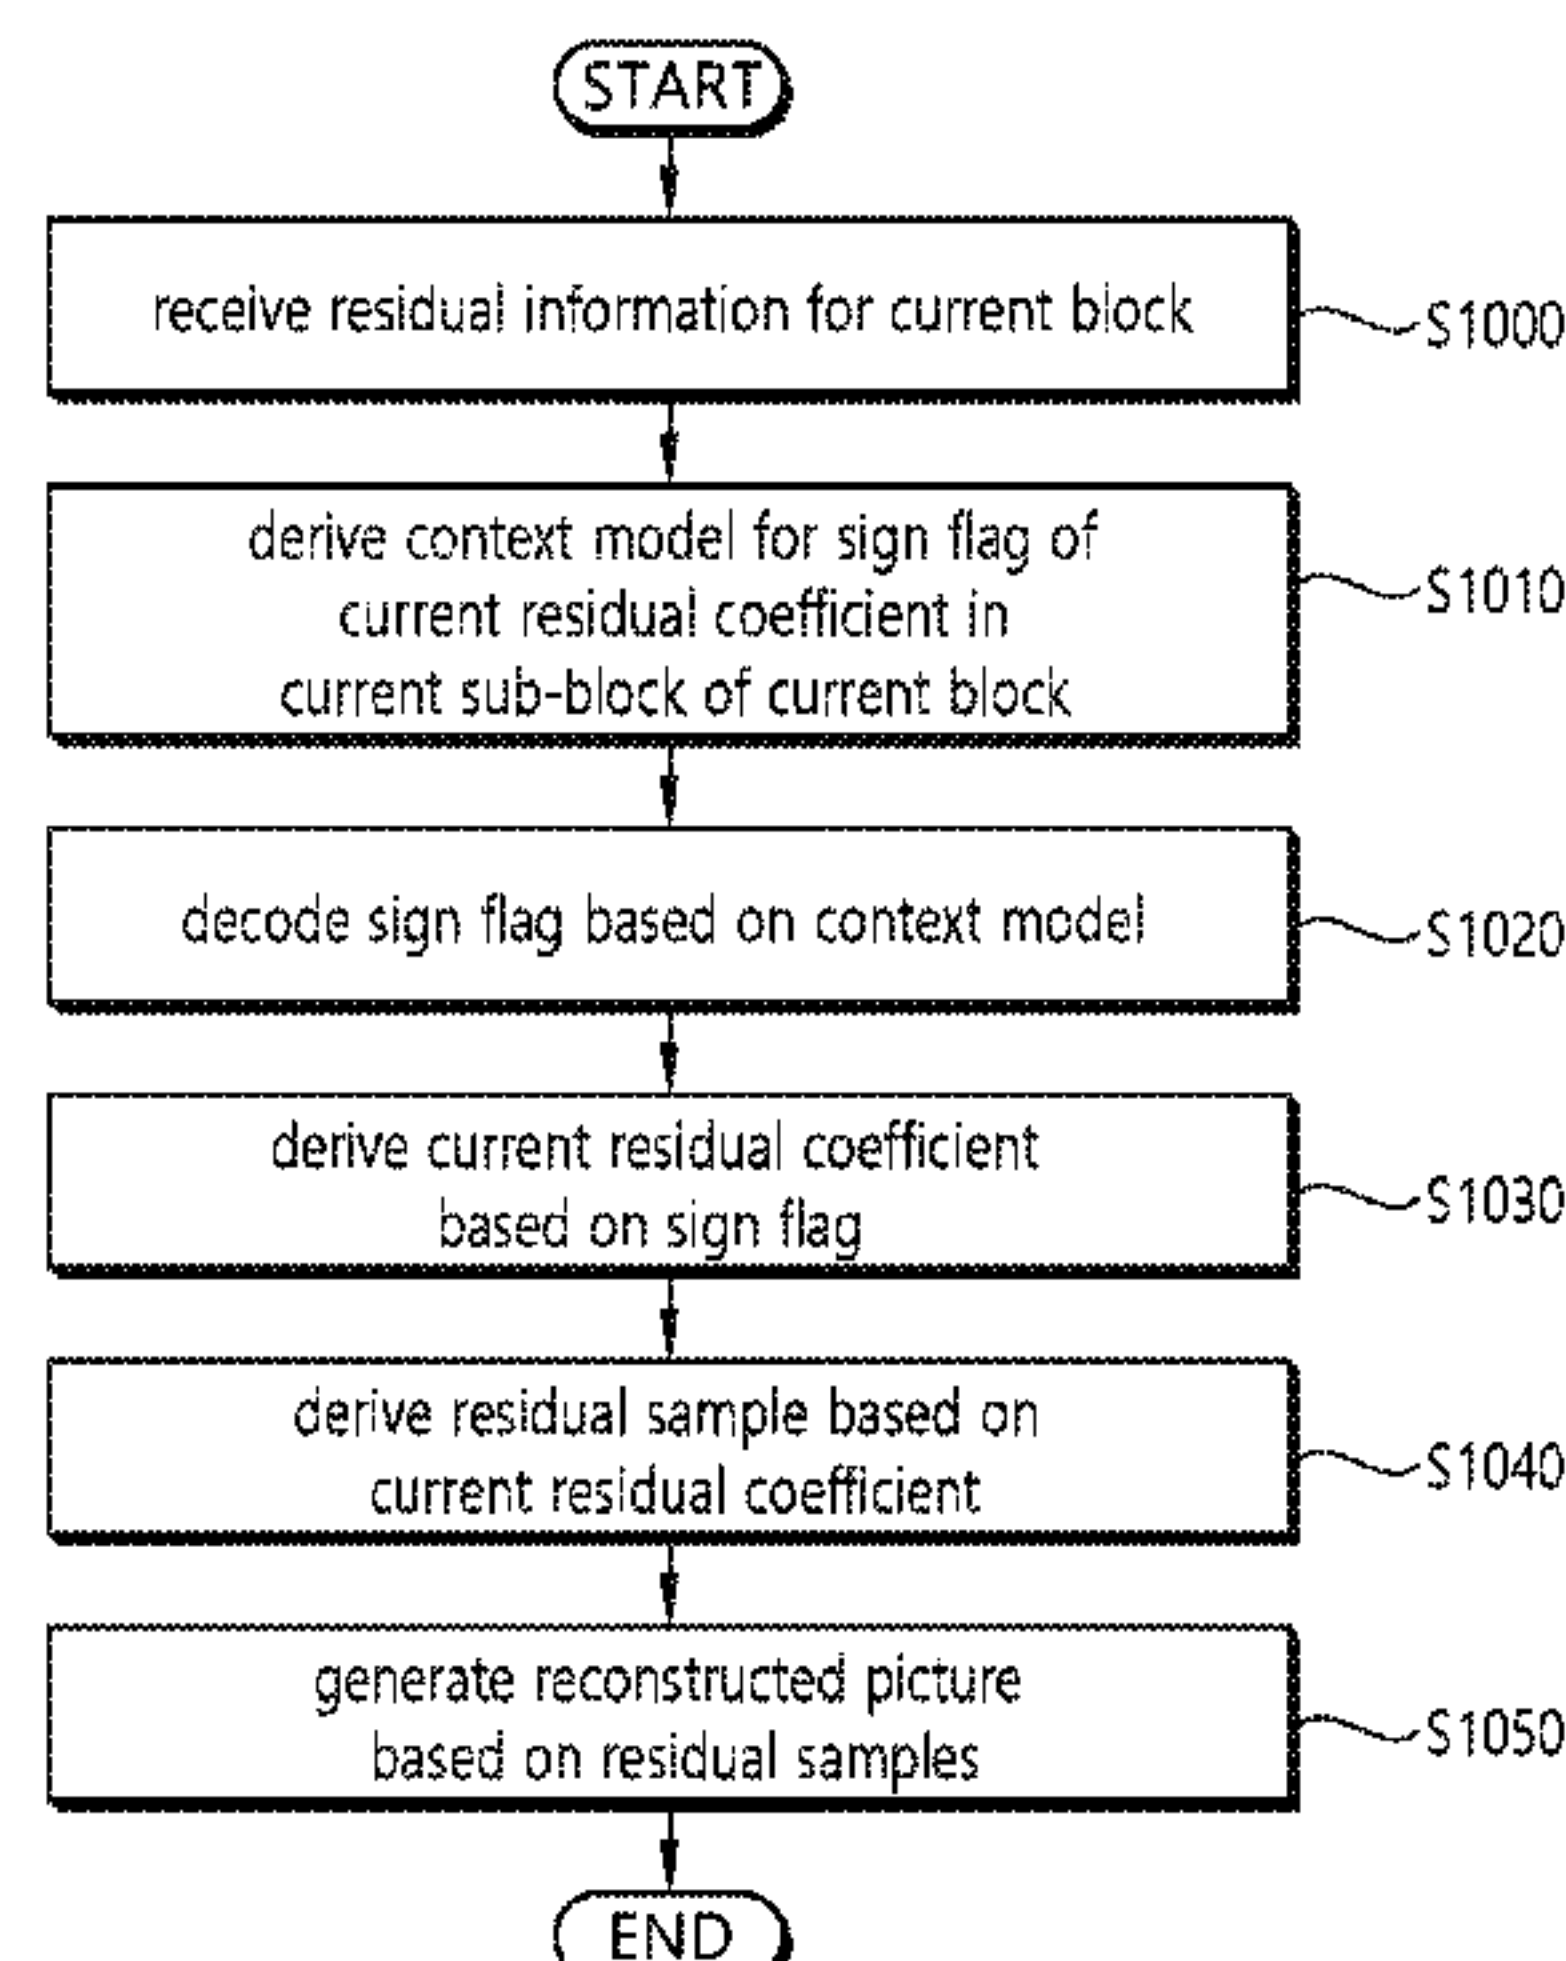 START
receive residual information for current block
S1000
derive context model for sign flag of
current residual coefficient in
current sub-block of current block
S1010
decode sign flag based on context model
S1020
derive current residual coefficient
based on sign flag
S1030
derive residual sample based on
current residual coefficient
S1040
generate reconstructed picture
based on residual samples
S1050
END